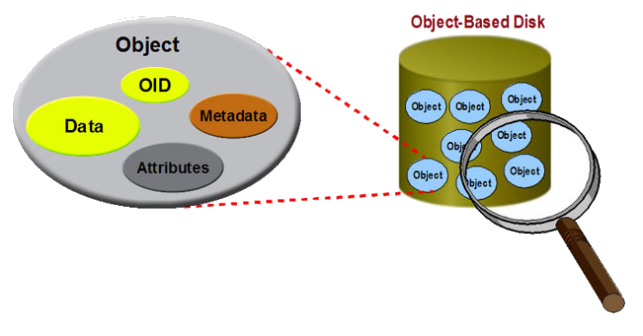 Object
OID
Data
Metadata
Attributes
Object-Based Disk
Object
Object
Object
Object
Object
Object
Object
Object